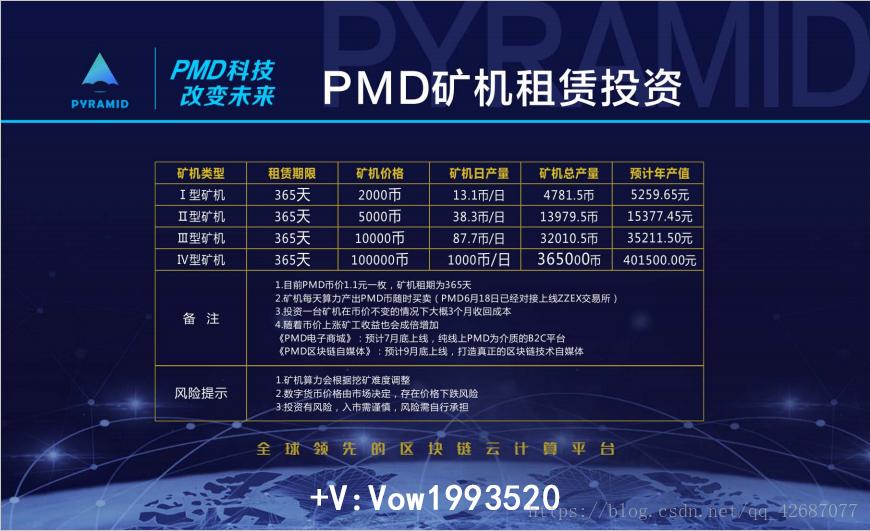 PYRAMID
PYRAMID
PMD科技
改变未来
PMD矿机租赁投资
矿机类型 租赁期限 矿机价格 矿机日产量 矿机总产量 预计年产值
Ⅰ型矿机 365天 2000币 13.1币/日 4781.5币 5259.65元
Ⅱ型矿机 365天 5000币 38.3币/日 13979.5币 15377.45元
Ⅲ型矿机 365天 10000币 87.7币/日 32010.5币 35211.50元
Ⅳ型矿机 365天 100000币 1000币/日 365000币 401500.00元
备 注
1.目前PMD币价1.1元一枚，矿机租期为365天
2.矿机每天算力产出PMD币随时买卖（PMD6月18日已经对接上线ZZEX交易所）
3.投资一台矿机在币价不变的情况下大概3个月收回成本
4.随着币价上涨矿工收益也会成倍增加
《PMD电子商城》：预计7月底上线，纯线上PMD为介质的B2C平台
《PMD区块链自媒体》：预计9月底上线，打造真正的区块链技术自媒体
风险提示
1.矿机算力会根据挖矿难度调整
2.数字货币价格由市场决定，存在价格下跌风险
3.投资有风险，入市需谨慎，风险需自行承担
全球领先的区块链云计算平台
+V:Vow1993520
https://blog.csdn.net/qq_42687077